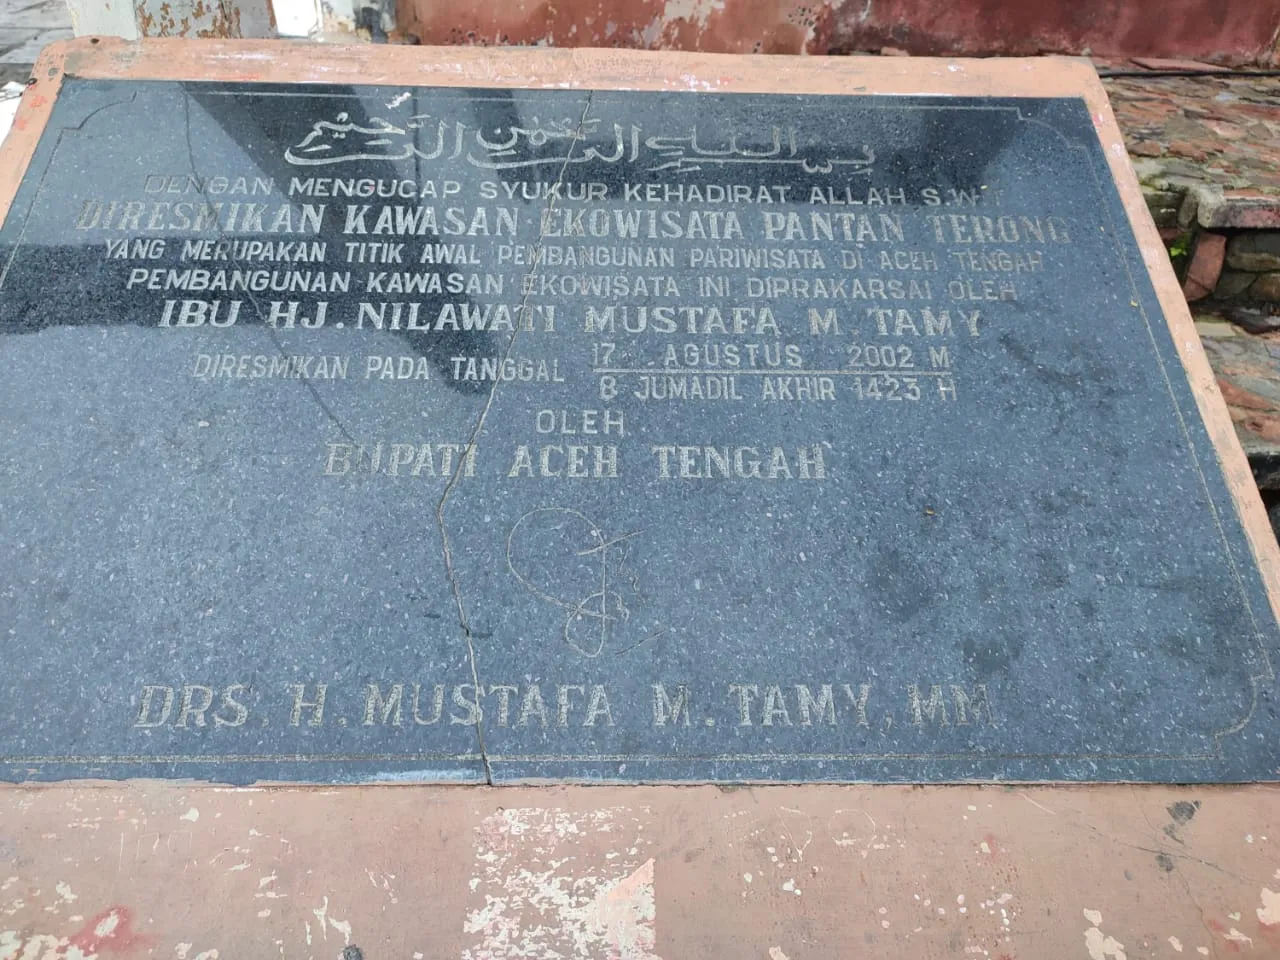 بسم الله الرحمن الرحيم
DENGAN MENGUCAP SYUKUR KEHADIRAT ALLAH S.W.T
DIRESMIKAN KAWASAN EKOWISATA PANTAN TERONG
YANG MERUPAKAN TITIK AWAL PEMBANGUNAN PARIWISATA DI ACEH TENGAH
PEMBANGUNAN KAWASAN EKOWISATA INI DIPRAKARSAI OLEH
IBU HJ. NILAWATI MUSTAFA M. TAMY
DIRESMIKAN PADA TANGGAL 17 AGUSTUS 2002 M
8 JUMADIL AKHIR 1423 H
OLEH
BUPATI ACEH TENGAH
DRS. H. MUSTAFA M. TAMY, MM